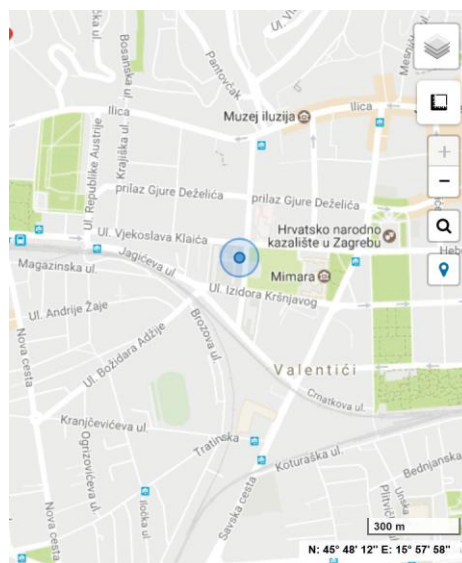 Bosanska ul.
Pantovčak
Ilica
Ilica
Muzej iluzija
Ul. Republike Austrije
Krajiška ul.
prilaz Gjure Deželića
prilaz Gjure Deželića
Ul. Vjekoslava Klaića
Hrvatsko narodno
kazalište u Zagrebu
Magazinska ul.
Jagićeva ul.
Mimara
Ul. Izidora Kršnjavog
Ul. Andrije Žaje
Nova cesta
Ul. Božidara Adžije
Brozova ul.
Valentići
Crnatkova ul.
Kranjčevićeva ul.
Ogrizovićeva ul.
Tratinska
Koturaška ul.
Bednjanska
Savska cesta
Unska
Nova cesta
300 m
N: 45° 48' 12" E: 15° 57' 58"